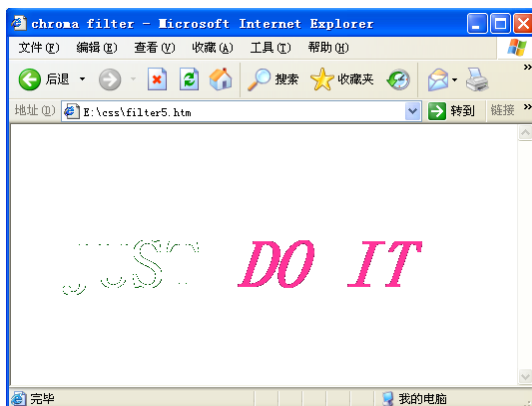 chroma filter - Microsoft Internet Explorer
文件(F) 编辑(E) 查看(V) 收藏(A) 工具(T) 帮助(H)
后退 搜索 收藏夹 »
地址(D) E:\css\filter5.htm 转到 链接 »
JUST DO IT
完毕 我的电脑